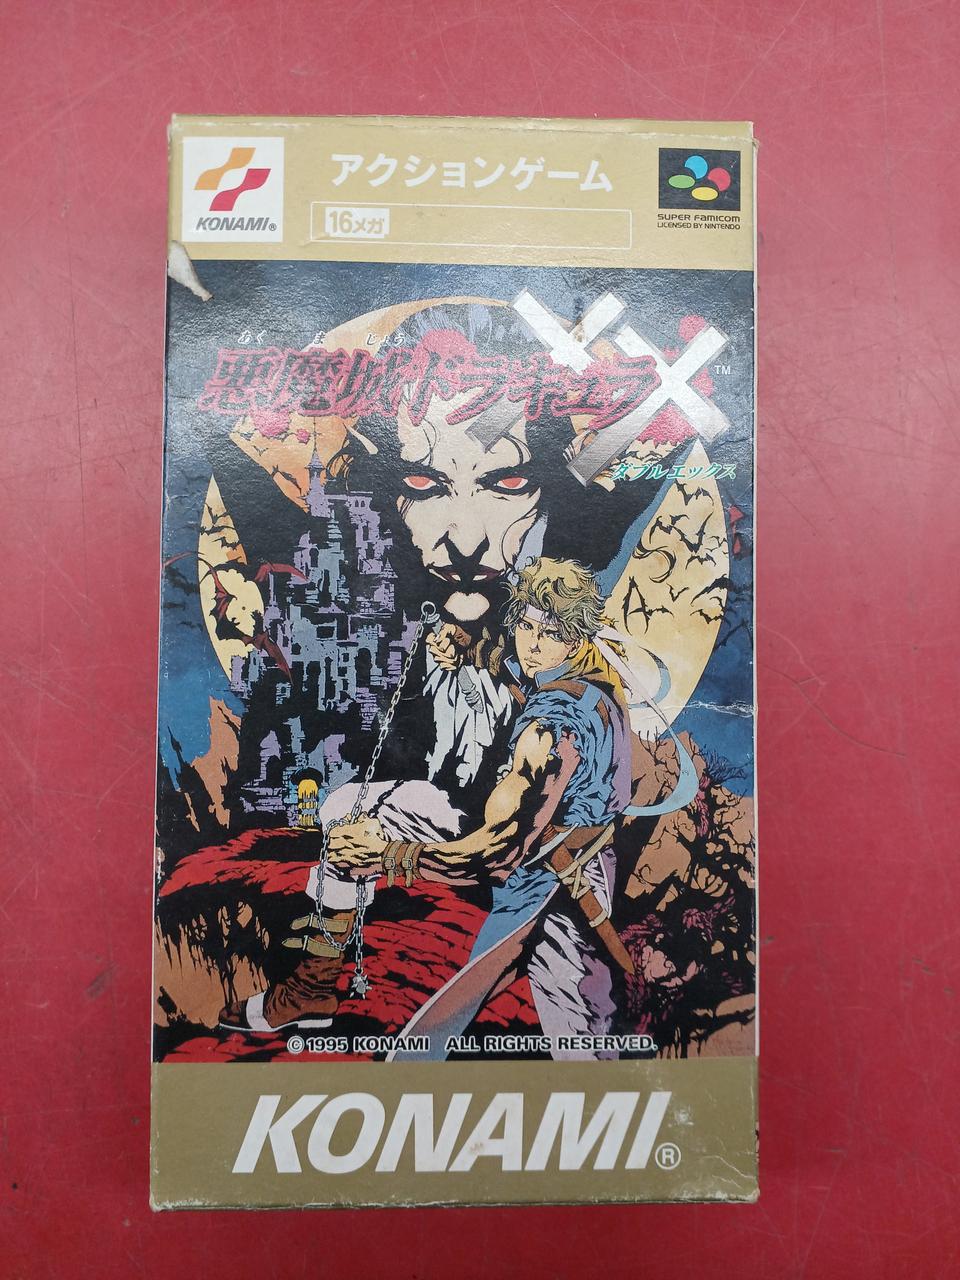 アクションゲーム
KONAMI®
16メガ
SUPER FAMICOM
LICENSED BY NINTENDO
あくまじょう
悪魔城ドラキュラXX™
ダブルエックス
© 1995 KONAMI ALL RIGHTS RESERVED.
KONAMI®